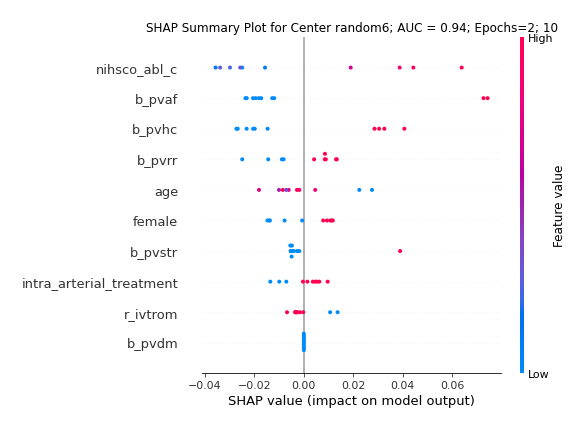 SHAP Summary Plot for Center random6; AUC = 0.94; Epochs=2; 10
High
nihsco_abl_c
b_pvaf
b_pvhc
b_pvrr
age
female
b_pvstr
intra_arterial_treatment
r_ivtrom
b_pvdm
Feature value
Low
−0.04 −0.02 0.00 0.02 0.04 0.06
SHAP value (impact on model output)